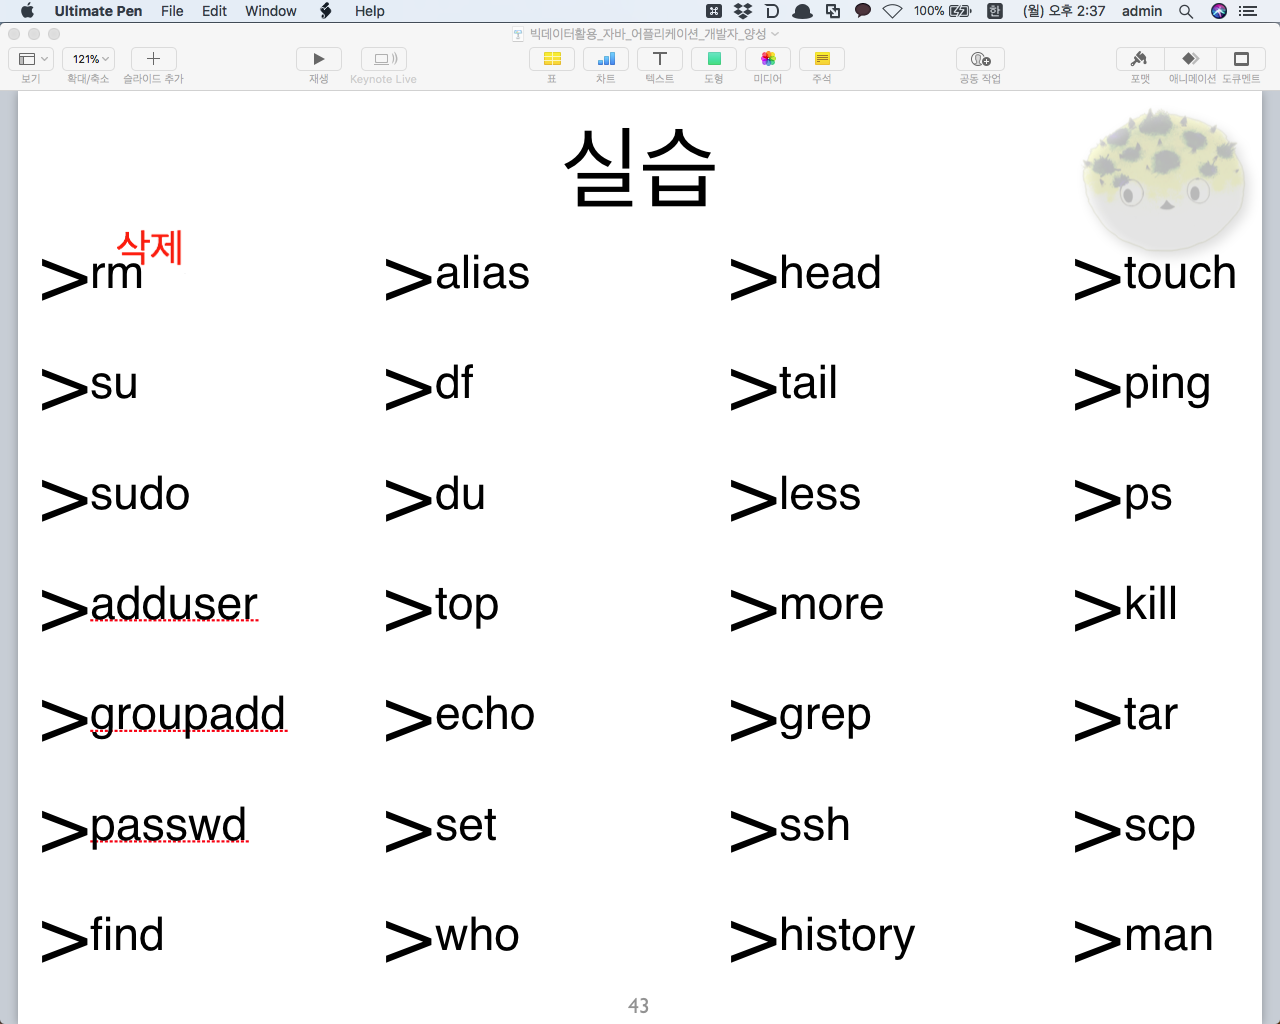 Ultimate Pen File Edit Window Help 100% 한 (월) 오후 2:37 admin
빅데이터활용_자바_어플리케이션_개발자_양성
121%
보기 확대/축소 슬라이드 추가 재생 Keynote Live 표 차트 텍스트 도형 미디어 주석 공동 작업 포맷 애니메이션 도큐멘트
실습
삭제
>rm >alias >head >touch
>su >df >tail >ping
>sudo >du >less >ps
>adduser >top >more >kill
>groupadd >echo >grep >tar
>passwd >set >ssh >scp
>find >who >history >man
43